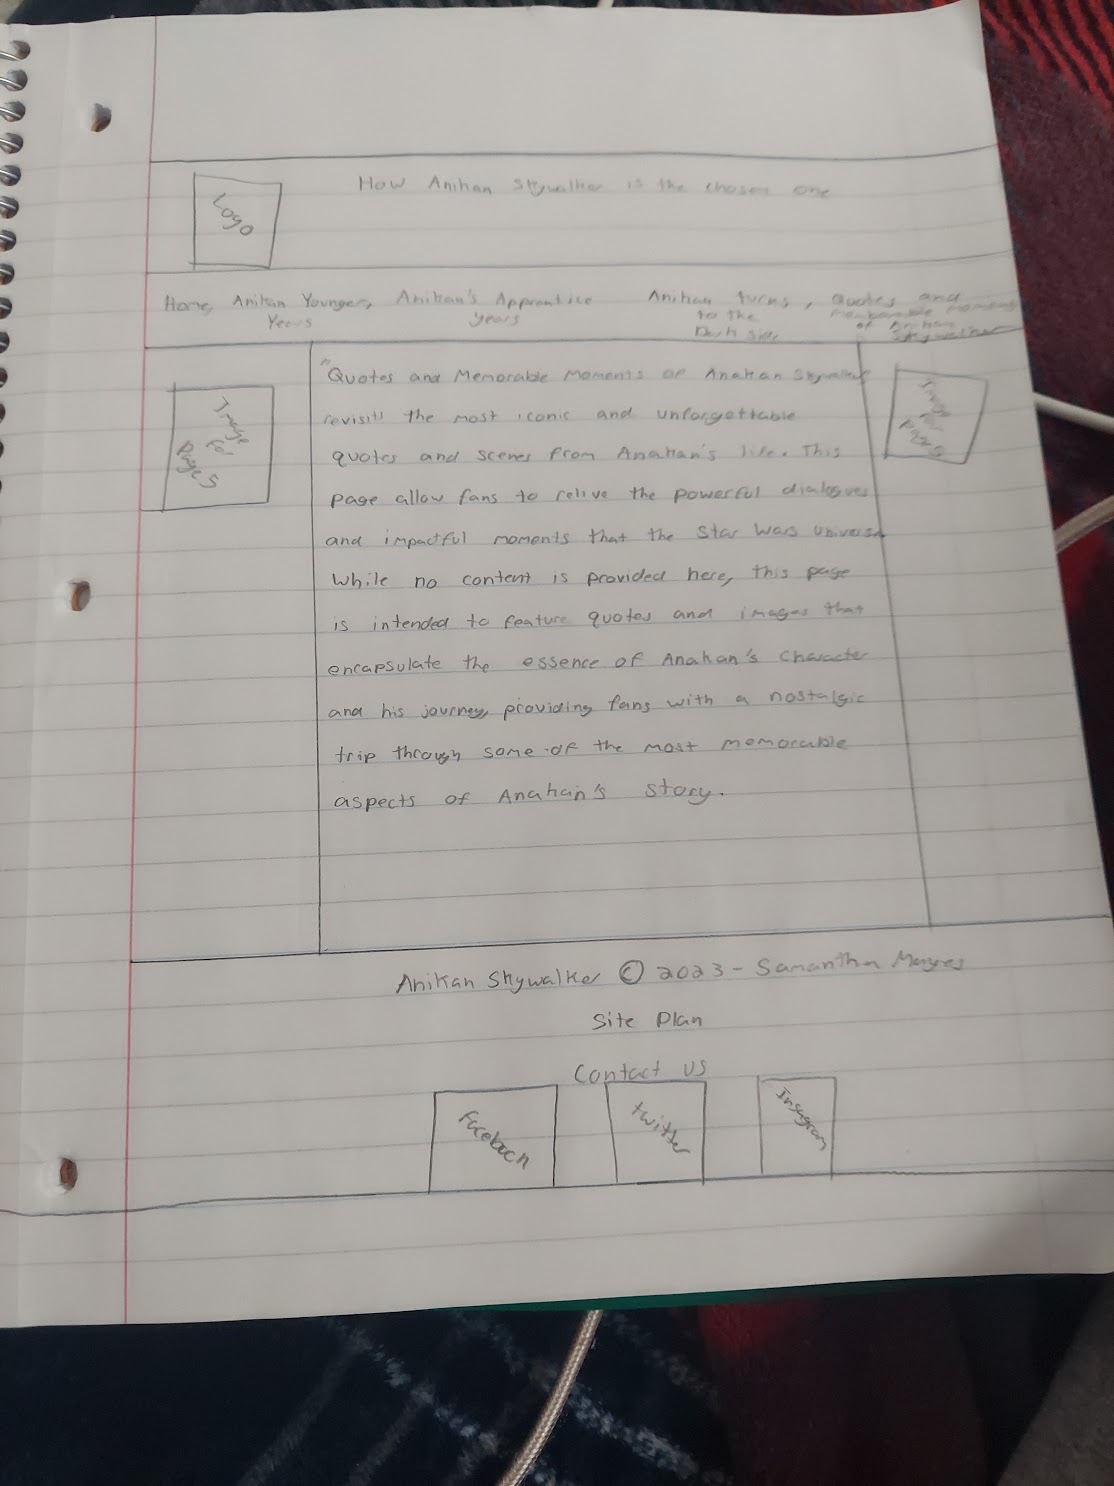 How Anikan Skywalker is the chosen one
Logo
Home, Anikan Younger, Anikan's Apprentice Anikan turns, Quotes and
Years years to the memorable moments
Dark side, of Anikan
Skywalker
"Quotes and Memorable Moments of Anakan Skywalker
revisits the most iconic and unforgettable
quotes and scenes from Anakan's life. This
page allow fans to relive the powerful dialogues
and impactful moments that the Star Wars universe
While no content is provided here, this page
is intended to feature quotes and images that
encapsulate the essence of Anakan's character
and his journey, providing fans with a nostalgic
trip through some of the most memorable
aspects of Anakan's story.
Image
for
page 5
Image
for
page 5
Anikan Skywalker © 2023 - Samantha
Site Plan
Contact us
Facebook
twitter
Insagram